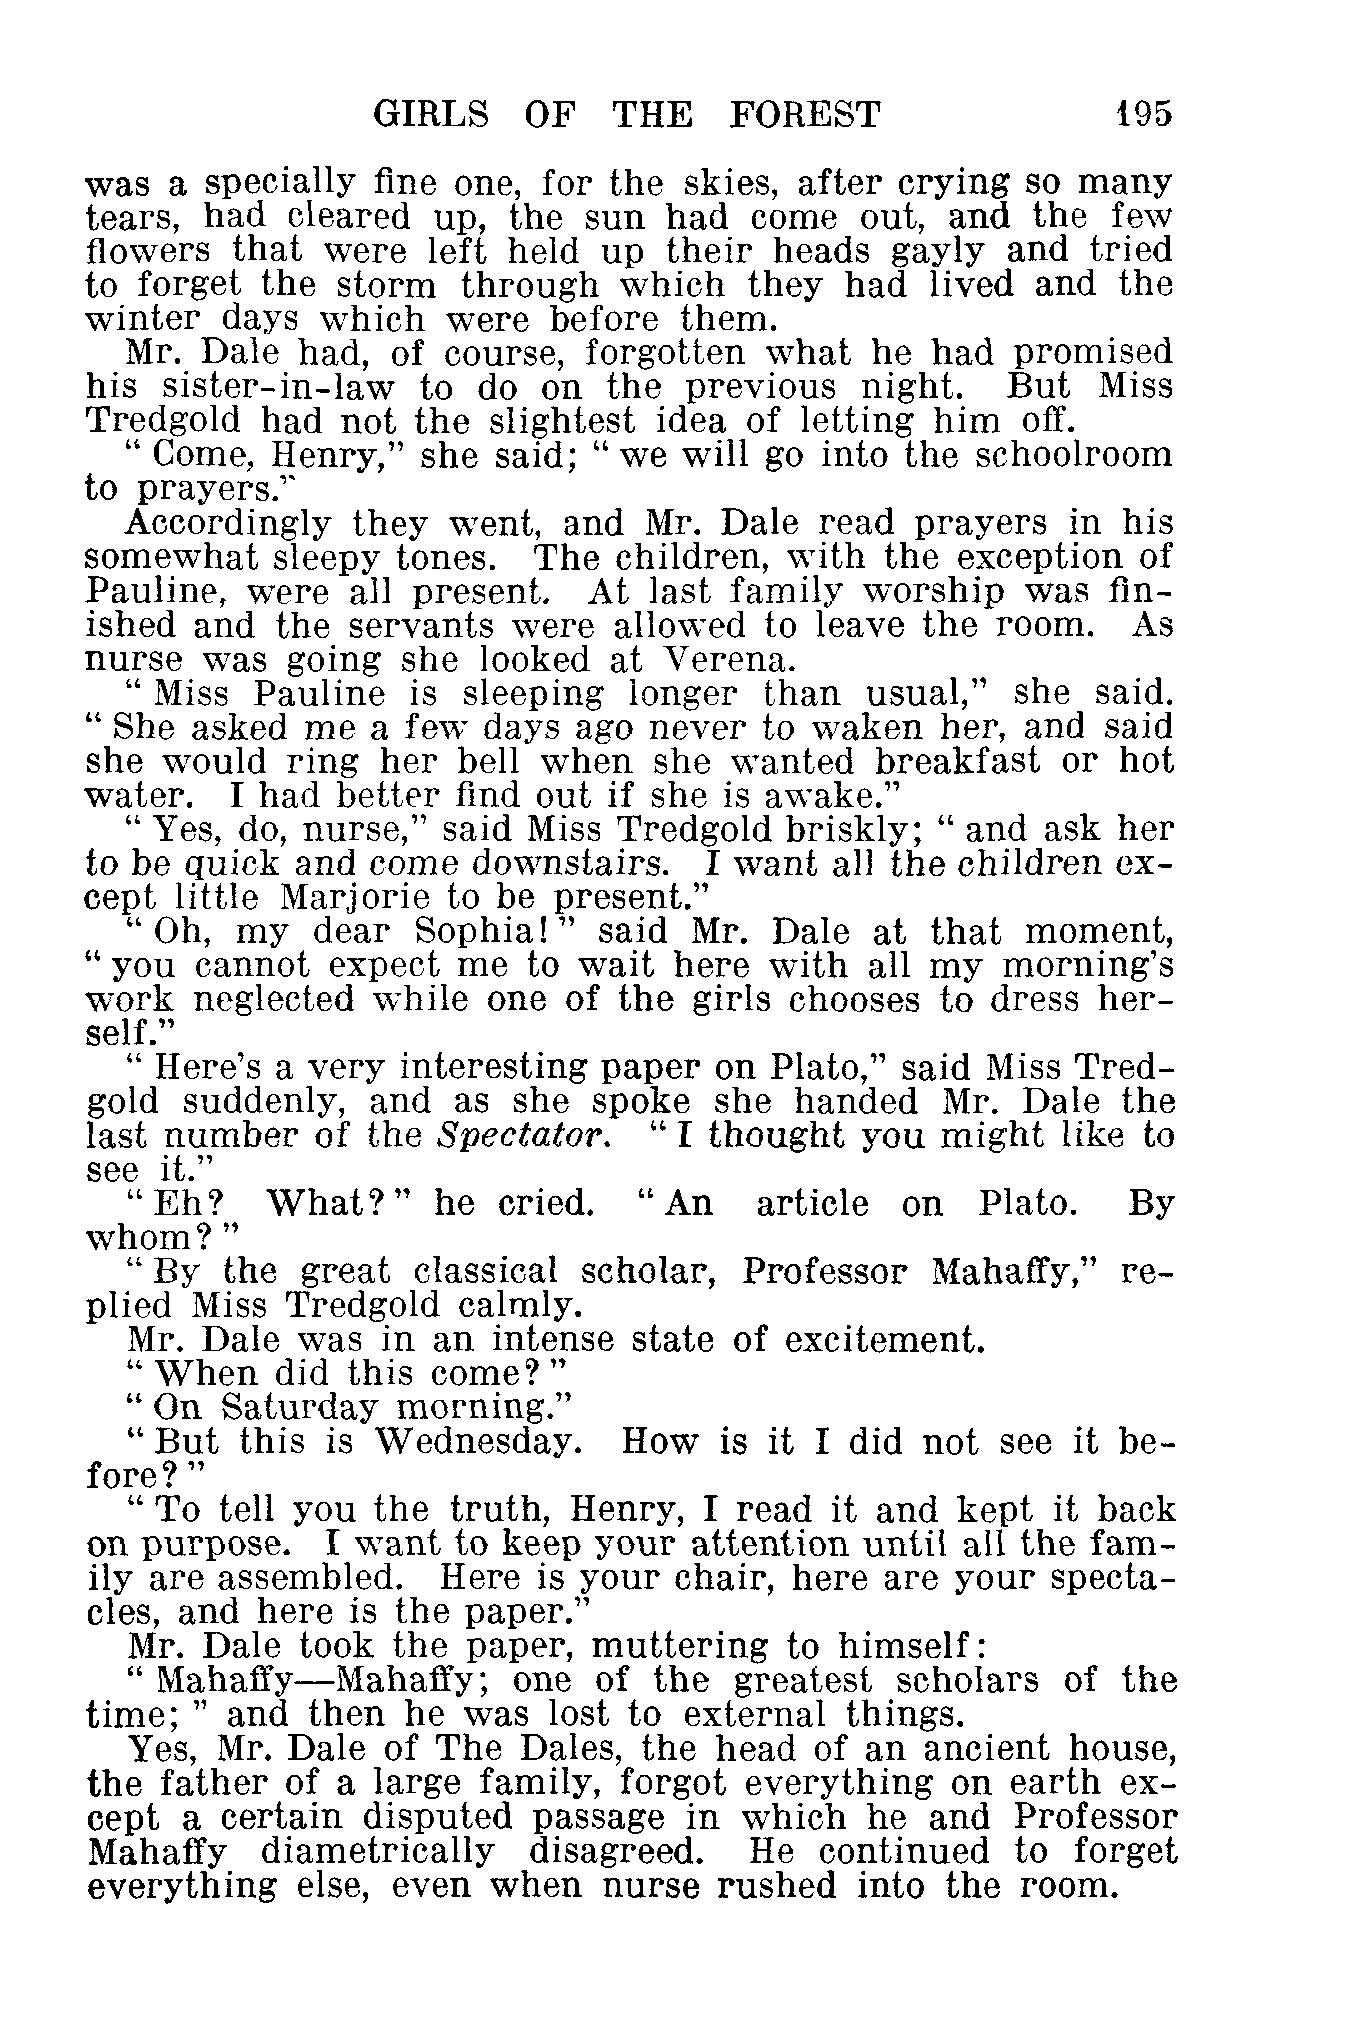 GIRLS OF THE FOREST 195
was a specially fine one, for the skies, after crying so many
tears, had cleared up, the sun had come out, and the few
flowers that were left held up their heads gayly and tried
to forget the storm through which they had lived and the
winter days which were before them.
Mr. Dale had, of course, forgotten what he had promised
his sister-in-law to do on the previous night. But Miss
Tredgold had not the slightest idea of letting him off.
“ Come, Henry,” she said; “ we will go into the schoolroom
to prayers.”
Accordingly they went, and Mr. Dale read prayers in his
somewhat sleepy tones. The children, with the exception of
Pauline, were all present. At last family worship was fin-
ished and the servants were allowed to leave the room. As
nurse was going she looked at Verena.
“ Miss Pauline is sleeping longer than usual,” she said.
“ She asked me a few days ago never to waken her, and said
she would ring her bell when she wanted breakfast or hot
water. I had better find out if she is awake.”
“ Yes, do, nurse,” said Miss Tredgold briskly; “ and ask her
to be quick and come downstairs. I want all the children ex-
cept little Marjorie to be present.”
“ Oh, my dear Sophia! ” said Mr. Dale at that moment,
“ you cannot expect me to wait here with all my morning’s
work neglected while one of the girls chooses to dress her-
self.”
“ Here’s a very interesting paper on Plato,” said Miss Tred-
gold suddenly, and as she spoke she handed Mr. Dale the
last number of the Spectator. “ I thought you might like to
see it.”
“ Eh? What? ” he cried. “ An article on Plato. By
whom? ”
“ By the great classical scholar, Professor Mahaffy,” re-
plied Miss Tredgold calmly.
Mr. Dale was in an intense state of excitement.
“ When did this come? ”
“ On Saturday morning.”
“ But this is Wednesday. How is it I did not see it be-
fore? ”
“ To tell you the truth, Henry, I read it and kept it back
on purpose. I want to keep your attention until all the fam-
ily are assembled. Here is your chair, here are your specta-
cles, and here is the paper.”
Mr. Dale took the paper, muttering to himself:
“ Mahaffy—Mahaffy; one of the greatest scholars of the
time; ” and then he was lost to external things.
Yes, Mr. Dale of The Dales, the head of an ancient house,
the father of a large family, forgot everything on earth ex-
cept a certain disputed passage in which he and Professor
Mahaffy diametrically disagreed. He continued to forget
everything else, even when nurse rushed into the room.